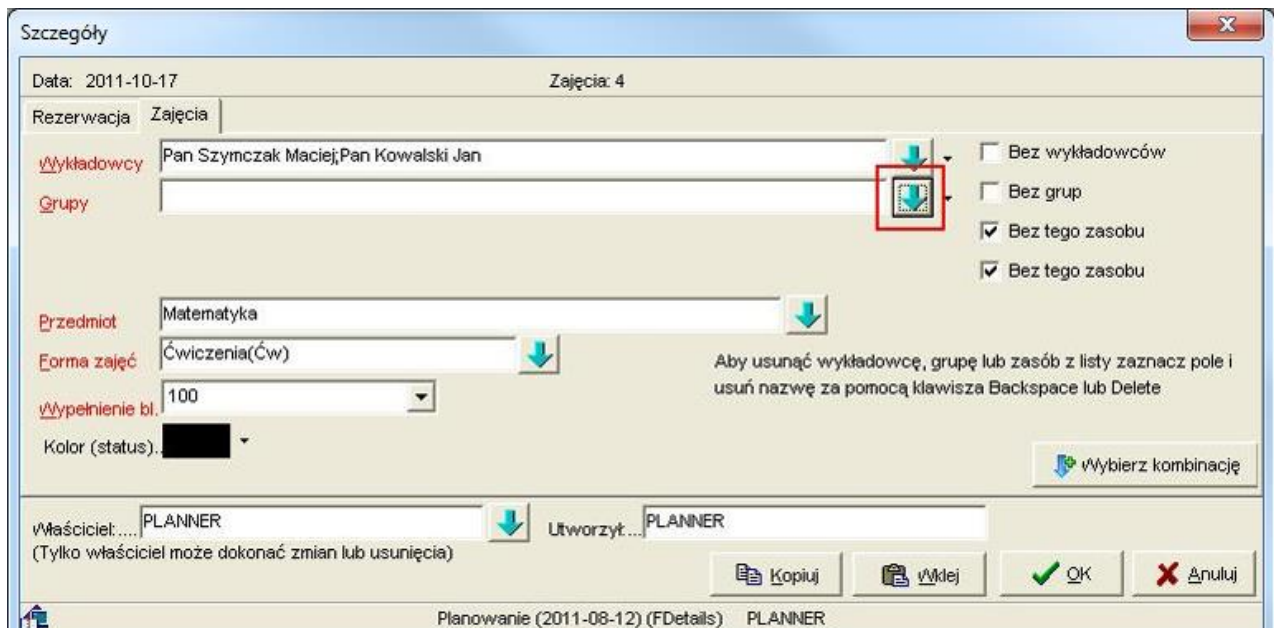 Szczegóły
Data: 2011-10-17 Zajęcia: 4
Rezerwacja Zajęcia
Wykładowcy Pan Szymczak Maciej;Pan Kowalski Jan Bez wykładowców
Grupy Bez grup
Bez tego zasobu
Bez tego zasobu
Przedmiot Matematyka
Forma zajęć Ćwiczenia(Ćw)
Aby usunąć wykładowcę, grupę lub zasób z listy zaznacz pole i
usuń nazwę za pomocą klawisza Backspace lub Delete
Wypełnienie bl. 100
Kolor (status)..
Wybierz kombinację
Właściciel:.... PLANNER Utworzył:... PLANNER
(Tylko właściciel może dokonać zmian lub usunięcia)
Kopiuj Wklej OK Anuluj
Planowanie (2011-08-12) (FDetails) PLANNER